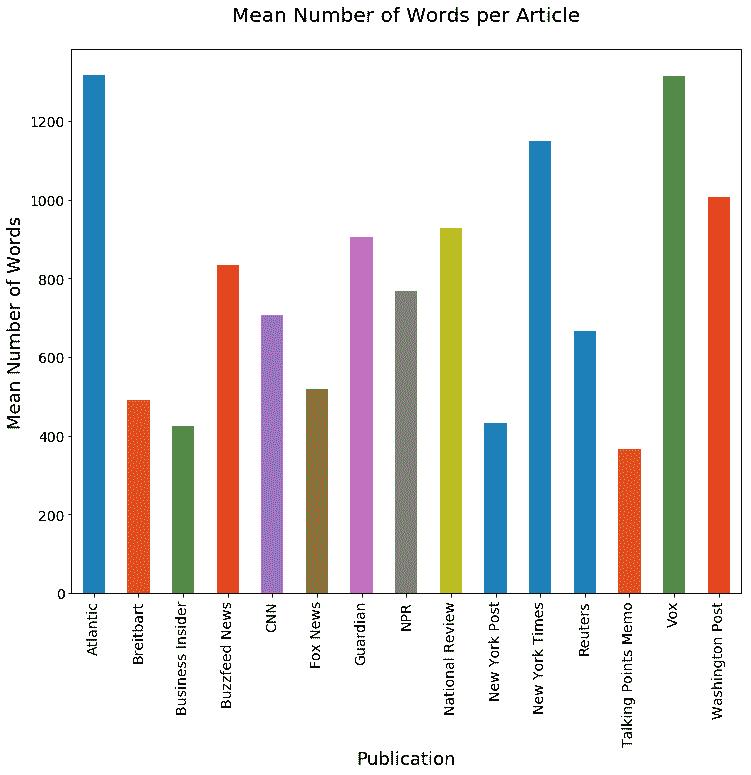 Mean Number of Words per Article
Mean Number of Words
1200
1000
800
600
400
200
0
Atlantic
Breitbart
Business Insider
Buzzfeed News
CNN
Fox News
Guardian
NPR
National Review
New York Post
New York Times
Reuters
Talking Points Memo
Vox
Washington Post
Publication